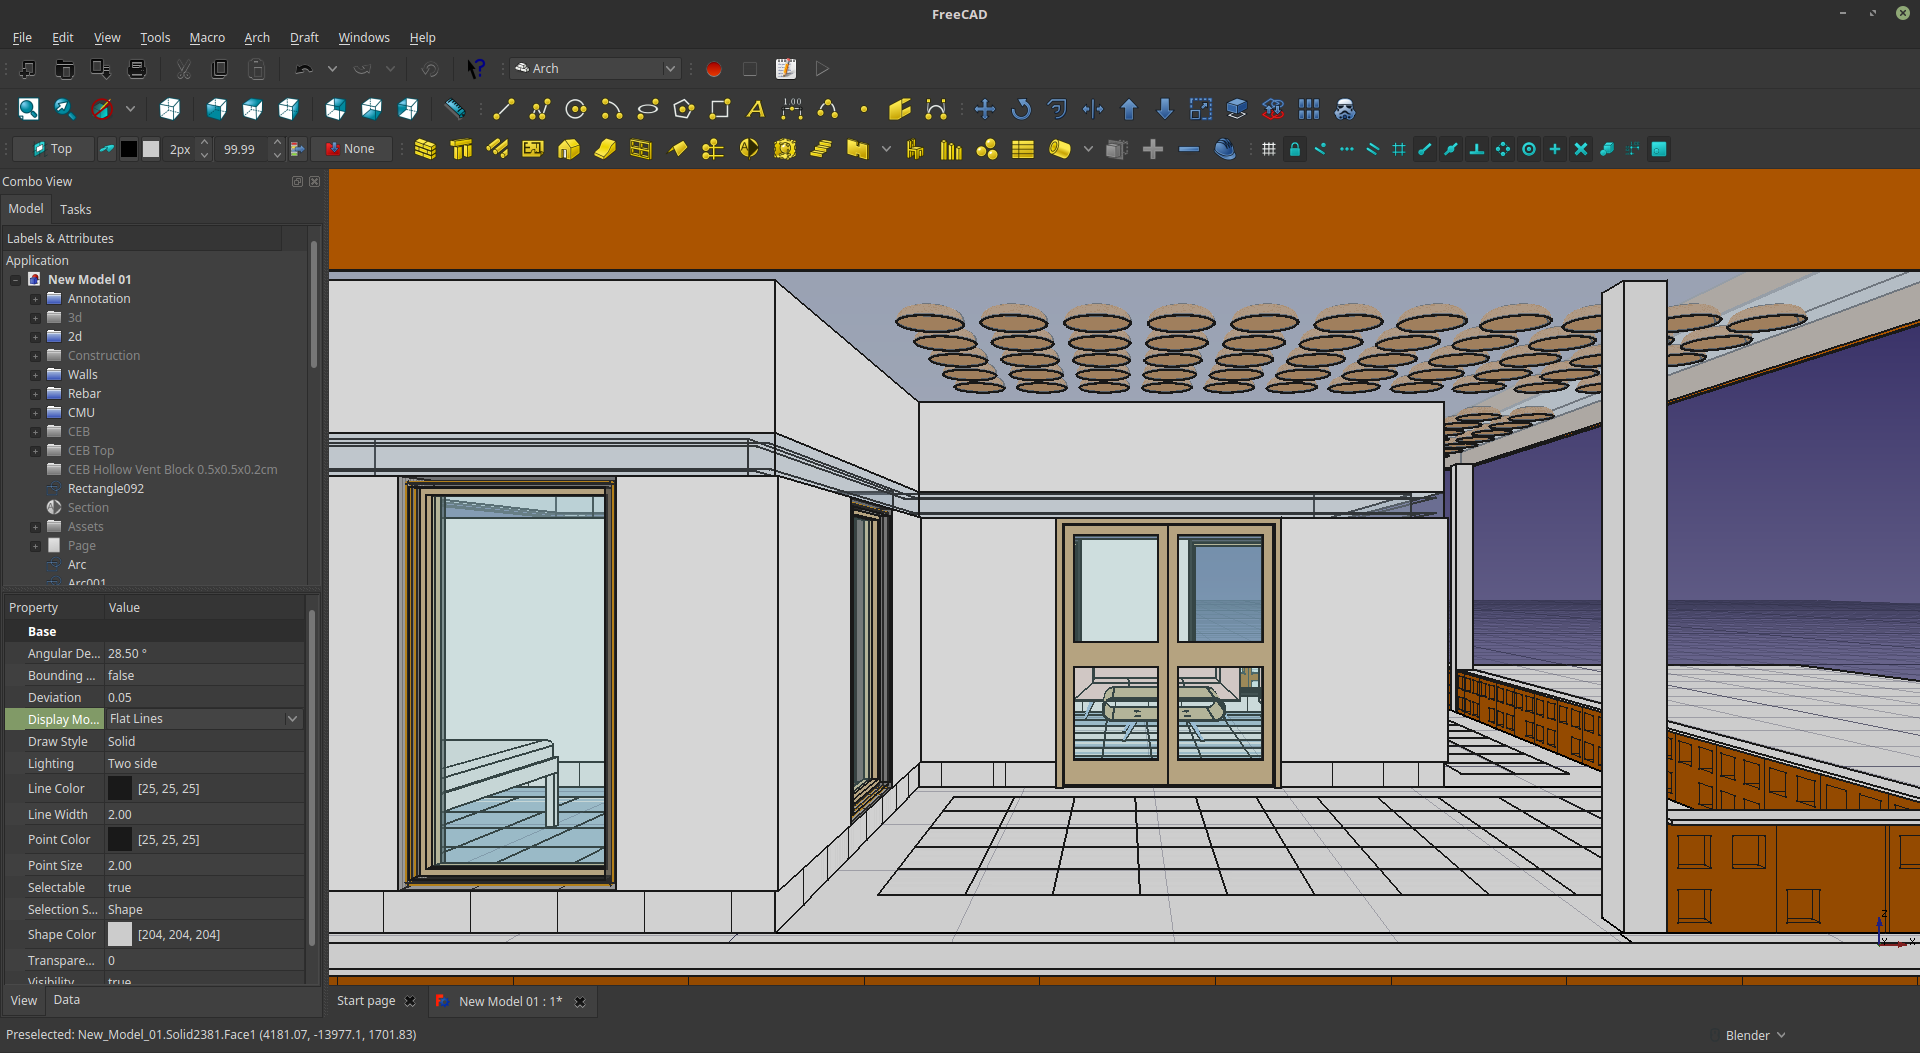 FreeCAD
File Edit View Tools Macro Arch Draft Windows Help
Arch
1.00
Top 2px 99.99 None
Combo View
Model Tasks
Labels & Attributes
Application
New Model 01
Annotation
3d
2d
Construction
Walls
Rebar
CMU
CEB
CEB Top
CEB Hollow Vent Block 0.5x0.5x0.2cm
Rectangle092
Section
Assets
Page
Arc
Arc001
Property Value
Base
Angular De... 28.50 °
Bounding ... false
Deviation 0.05
Display Mo... Flat Lines
Draw Style Solid
Lighting Two side
Line Color [25, 25, 25]
Line Width 2.00
Point Color [25, 25, 25]
Point Size 2.00
Selectable true
Selection S... Shape
Shape Color [204, 204, 204]
Transpare... 0
Visibility true
View Data
Start page New Model 01 : 1*
Preselected: New_Model_01.Solid2381.Face1 (4181.07, -13977.1, 1701.83)
Blender